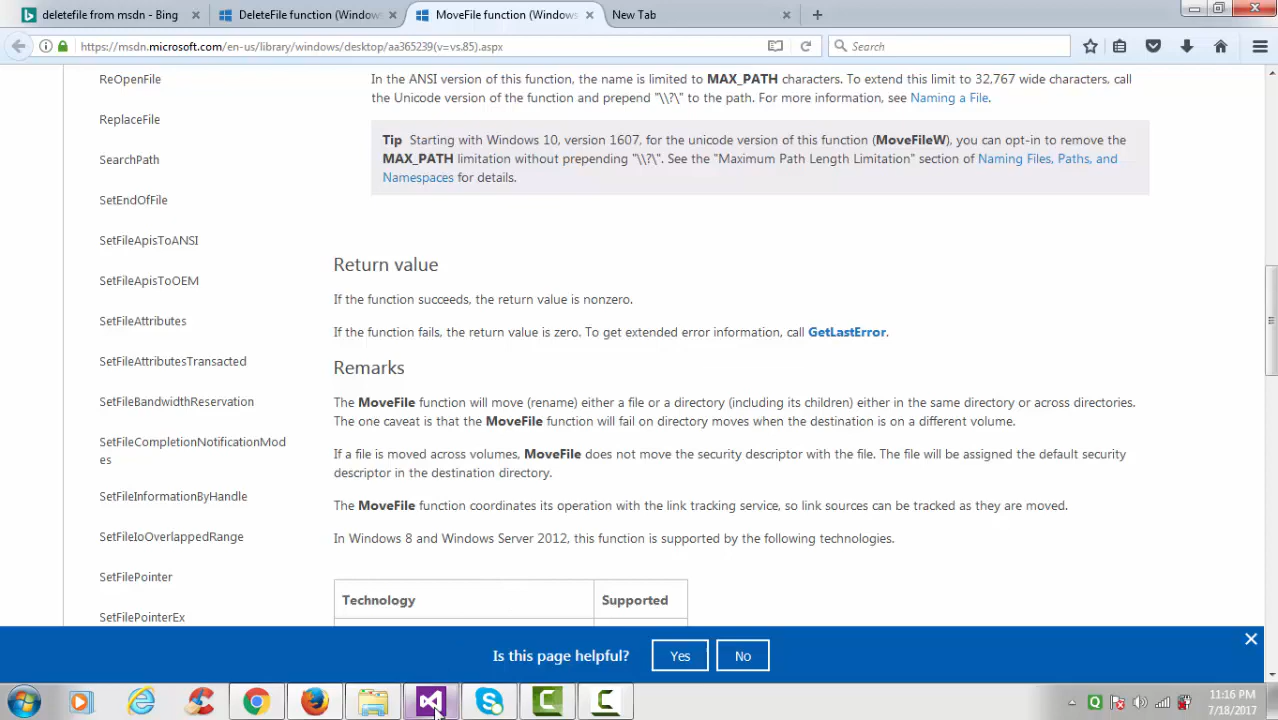 deletefile from msdn - Bing
DeleteFile function (Windows
MoveFile function (Windows
New Tab
https://msdn.microsoft.com/en-us/library/windows/desktop/aa365239(v=vs.85).aspx
Search
ReOpenFile
ReplaceFile
SearchPath
SetEndOfFile
SetFileApisToANSI
SetFileApisToOEM
SetFileAttributes
SetFileAttributesTransacted
SetFileBandwidthReservation
SetFileCompletionNotificationMod
es
SetFileInformationByHandle
SetFileIoOverlappedRange
SetFilePointer
SetFilePointerEx
In the ANSI version of this function, the name is limited to MAX_PATH characters. To extend this limit to 32,767 wide characters, call
the Unicode version of the function and prepend "\\?\" to the path. For more information, see Naming a File.
Tip Starting with Windows 10, version 1607, for the unicode version of this function (MoveFileW), you can opt-in to remove the
MAX_PATH limitation without prepending "\\?\". See the "Maximum Path Length Limitation" section of Naming Files, Paths, and
Namespaces for details.
Return value
If the function succeeds, the return value is nonzero.
If the function fails, the return value is zero. To get extended error information, call GetLastError.
Remarks
The MoveFile function will move (rename) either a file or a directory (including its children) either in the same directory or across directories.
The one caveat is that the MoveFile function will fail on directory moves when the destination is on a different volume.
If a file is moved across volumes, MoveFile does not move the security descriptor with the file. The file will be assigned the default security
descriptor in the destination directory.
The MoveFile function coordinates its operation with the link tracking service, so link sources can be tracked as they are moved.
In Windows 8 and Windows Server 2012, this function is supported by the following technologies.
Technology Supported
Is this page helpful? Yes No
11:16 PM
7/18/2017